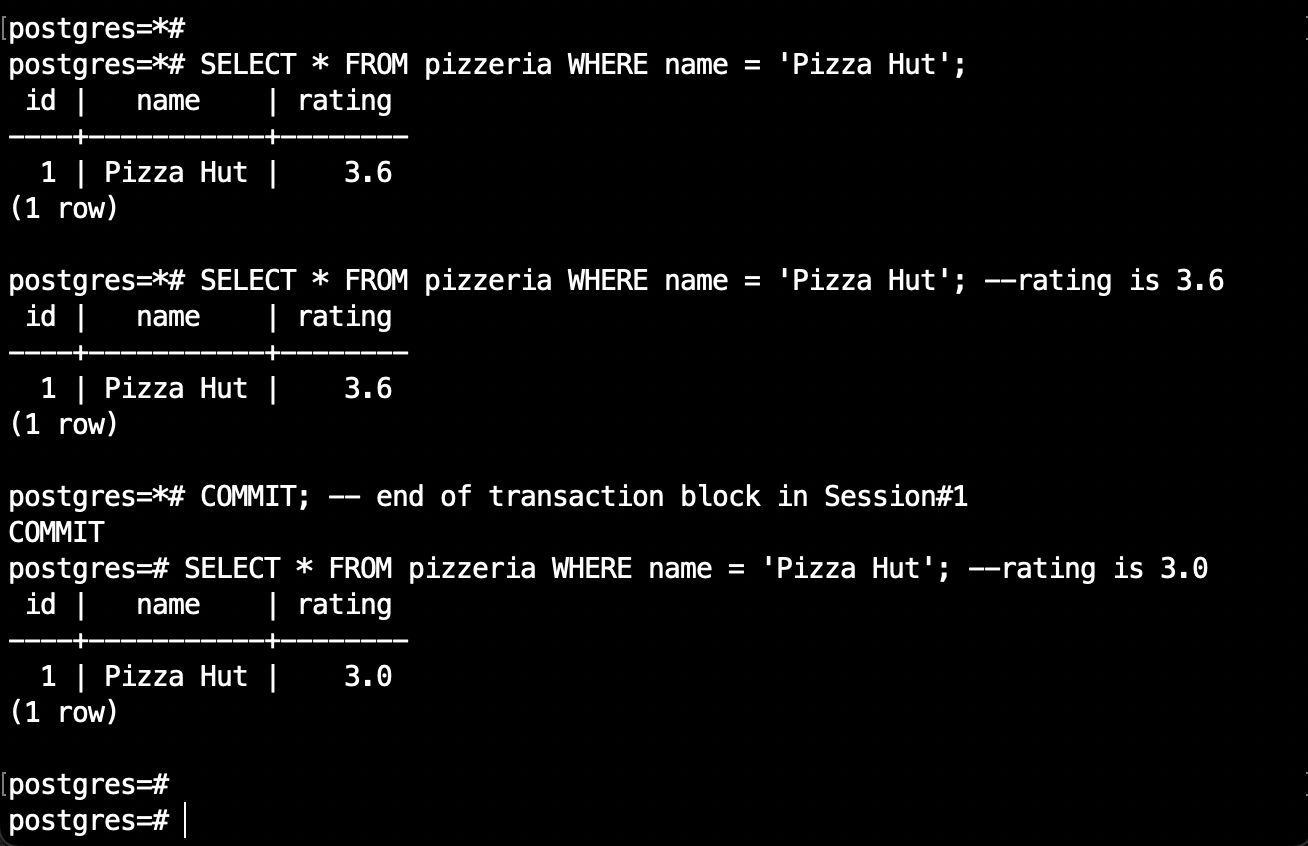 postgres=*#
postgres=*# SELECT * FROM pizzeria WHERE name = 'Pizza Hut';
 id |   name    | rating
----+-----------+--------
  1 | Pizza Hut |    3.6
(1 row)

postgres=*# SELECT * FROM pizzeria WHERE name = 'Pizza Hut'; --rating is 3.6
 id |   name    | rating
----+-----------+--------
  1 | Pizza Hut |    3.6
(1 row)

postgres=*# COMMIT; -- end of transaction block in Session#1
COMMIT
postgres=# SELECT * FROM pizzeria WHERE name = 'Pizza Hut'; --rating is 3.0
 id |   name    | rating
----+-----------+--------
  1 | Pizza Hut |    3.0
(1 row)

postgres=#
postgres=#